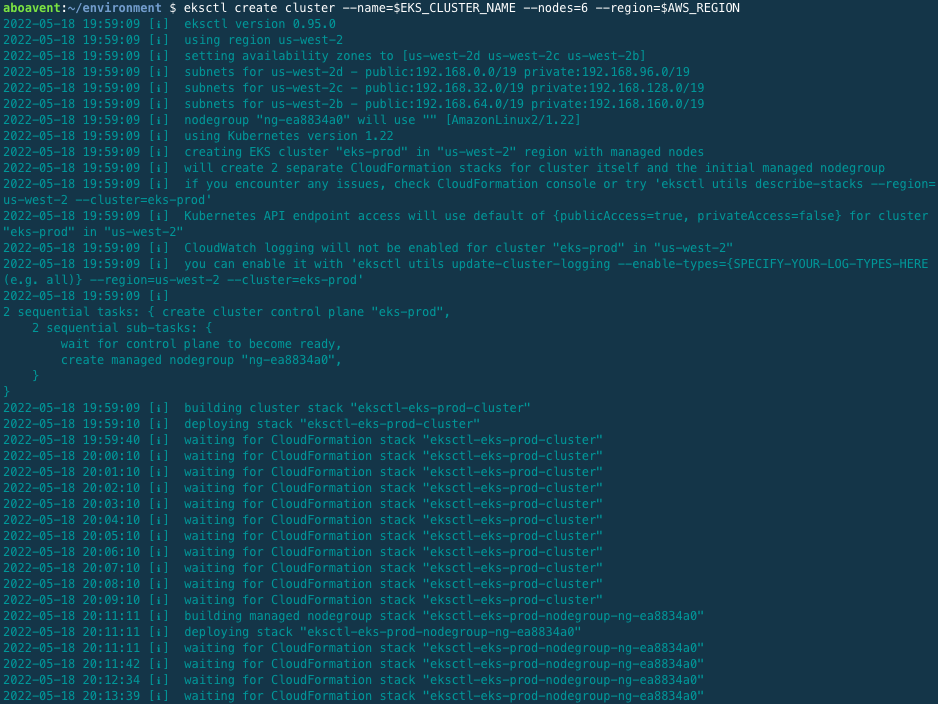 aboavent:~/environment $ eksctl create cluster --name=$EKS_CLUSTER_NAME --nodes=6 --region=$AWS_REGION
2022-05-18 19:59:09 [ℹ]  eksctl version 0.95.0
2022-05-18 19:59:09 [ℹ]  using region us-west-2
2022-05-18 19:59:09 [ℹ]  setting availability zones to [us-west-2d us-west-2c us-west-2b]
2022-05-18 19:59:09 [ℹ]  subnets for us-west-2d - public:192.168.0.0/19 private:192.168.96.0/19
2022-05-18 19:59:09 [ℹ]  subnets for us-west-2c - public:192.168.32.0/19 private:192.168.128.0/19
2022-05-18 19:59:09 [ℹ]  subnets for us-west-2b - public:192.168.64.0/19 private:192.168.160.0/19
2022-05-18 19:59:09 [ℹ]  nodegroup "ng-ea8834a0" will use "" [AmazonLinux2/1.22]
2022-05-18 19:59:09 [ℹ]  using Kubernetes version 1.22
2022-05-18 19:59:09 [ℹ]  creating EKS cluster "eks-prod" in "us-west-2" region with managed nodes
2022-05-18 19:59:09 [ℹ]  will create 2 separate CloudFormation stacks for cluster itself and the initial managed nodegroup
2022-05-18 19:59:09 [ℹ]  if you encounter any issues, check CloudFormation console or try 'eksctl utils describe-stacks --region=
us-west-2 --cluster=eks-prod'
2022-05-18 19:59:09 [ℹ]  Kubernetes API endpoint access will use default of {publicAccess=true, privateAccess=false} for cluster
"eks-prod" in "us-west-2"
2022-05-18 19:59:09 [ℹ]  CloudWatch logging will not be enabled for cluster "eks-prod" in "us-west-2"
2022-05-18 19:59:09 [ℹ]  you can enable it with 'eksctl utils update-cluster-logging --enable-types={SPECIFY-YOUR-LOG-TYPES-HERE
(e.g. all)} --region=us-west-2 --cluster=eks-prod'
2022-05-18 19:59:09 [ℹ]
2 sequential tasks: { create cluster control plane "eks-prod",
    2 sequential sub-tasks: {
        wait for control plane to become ready,
        create managed nodegroup "ng-ea8834a0",
    }
}
2022-05-18 19:59:09 [ℹ]  building cluster stack "eksctl-eks-prod-cluster"
2022-05-18 19:59:10 [ℹ]  deploying stack "eksctl-eks-prod-cluster"
2022-05-18 19:59:40 [ℹ]  waiting for CloudFormation stack "eksctl-eks-prod-cluster"
2022-05-18 20:00:10 [ℹ]  waiting for CloudFormation stack "eksctl-eks-prod-cluster"
2022-05-18 20:01:10 [ℹ]  waiting for CloudFormation stack "eksctl-eks-prod-cluster"
2022-05-18 20:02:10 [ℹ]  waiting for CloudFormation stack "eksctl-eks-prod-cluster"
2022-05-18 20:03:10 [ℹ]  waiting for CloudFormation stack "eksctl-eks-prod-cluster"
2022-05-18 20:04:10 [ℹ]  waiting for CloudFormation stack "eksctl-eks-prod-cluster"
2022-05-18 20:05:10 [ℹ]  waiting for CloudFormation stack "eksctl-eks-prod-cluster"
2022-05-18 20:06:10 [ℹ]  waiting for CloudFormation stack "eksctl-eks-prod-cluster"
2022-05-18 20:07:10 [ℹ]  waiting for CloudFormation stack "eksctl-eks-prod-cluster"
2022-05-18 20:08:10 [ℹ]  waiting for CloudFormation stack "eksctl-eks-prod-cluster"
2022-05-18 20:09:10 [ℹ]  waiting for CloudFormation stack "eksctl-eks-prod-cluster"
2022-05-18 20:11:11 [ℹ]  building managed nodegroup stack "eksctl-eks-prod-nodegroup-ng-ea8834a0"
2022-05-18 20:11:11 [ℹ]  deploying stack "eksctl-eks-prod-nodegroup-ng-ea8834a0"
2022-05-18 20:11:11 [ℹ]  waiting for CloudFormation stack "eksctl-eks-prod-nodegroup-ng-ea8834a0"
2022-05-18 20:11:42 [ℹ]  waiting for CloudFormation stack "eksctl-eks-prod-nodegroup-ng-ea8834a0"
2022-05-18 20:12:34 [ℹ]  waiting for CloudFormation stack "eksctl-eks-prod-nodegroup-ng-ea8834a0"
2022-05-18 20:13:39 [ℹ]  waiting for CloudFormation stack "eksctl-eks-prod-nodegroup-ng-ea8834a0"